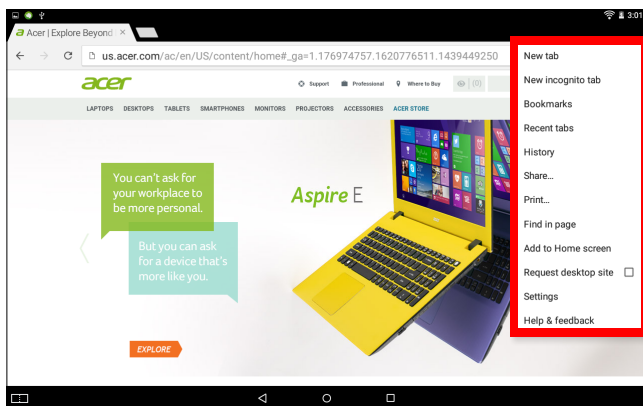 3:01
Acer | Explore Beyond
us.acer.com/ac/en/US/content/home#_ga=1.176974757.1620776511.1439449250
acer
Support Professional Where to Buy (0)
LAPTOPS DESKTOPS TABLETS SMARTPHONES MONITORS PROJECTORS ACCESSORIES ACER STORE
You can't ask for
your workplace to
be more personal.
But you can ask
for a device that's
more like you.
Aspire E
EXPLORE
New tab
New incognito tab
Bookmarks
Recent tabs
History
Share...
Print...
Find in page
Add to Home screen
Request desktop site
Settings
Help & feedback